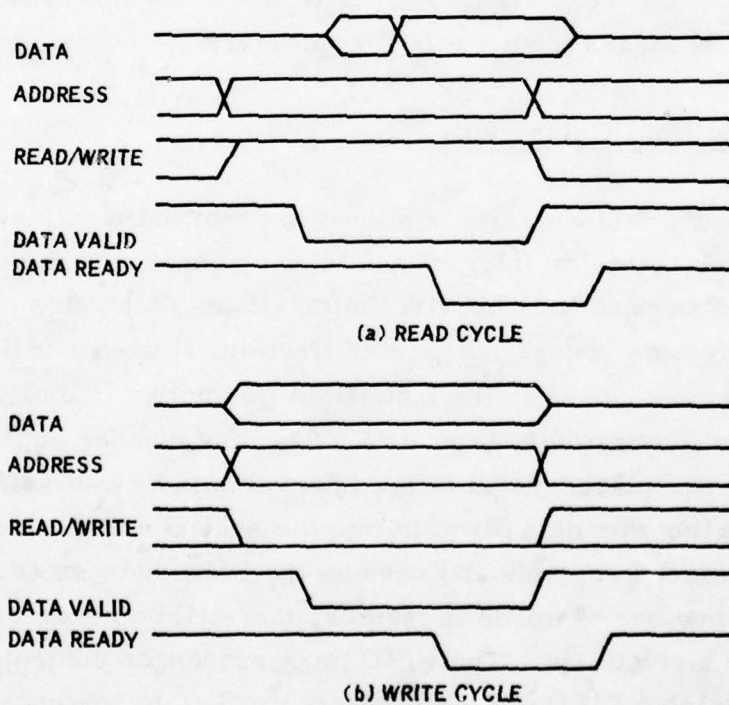 DATA
ADDRESS
READ/WRITE
DATA VALID
DATA READY
(a) READ CYCLE
DATA
ADDRESS
READ/WRITE
DATA VALID
DATA READY
(b) WRITE CYCLE